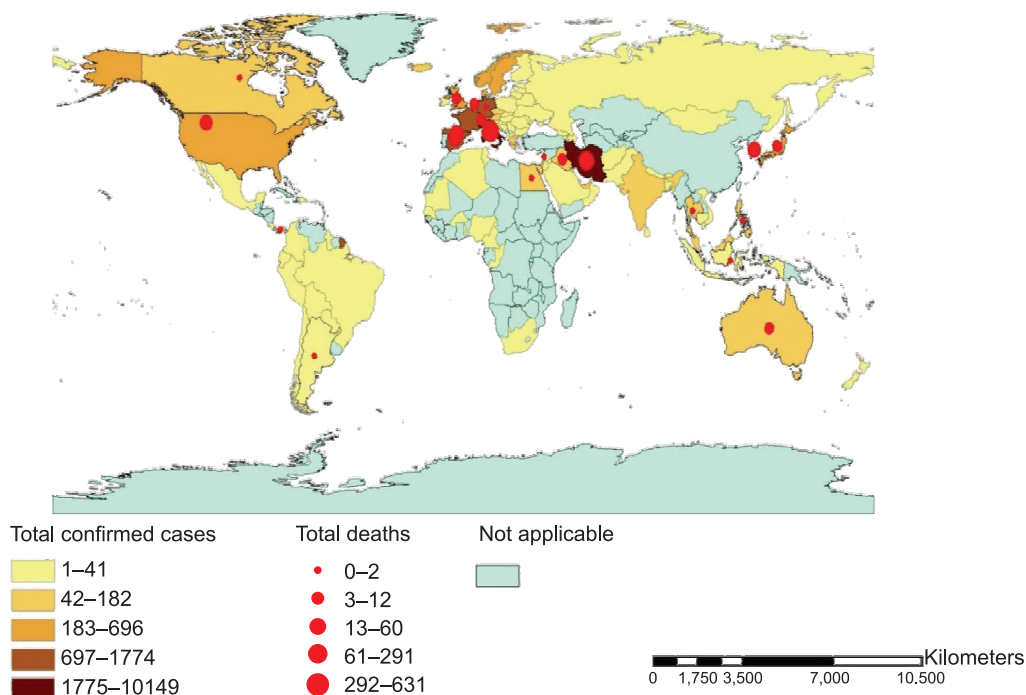 Total confirmed cases
1–41
42–182
183–696
697–1774
1775–10149
Total deaths
0–2
3–12
13–60
61–291
292–631
Not applicable
Kilometers
0 1,750 3,500 7,000 10,500